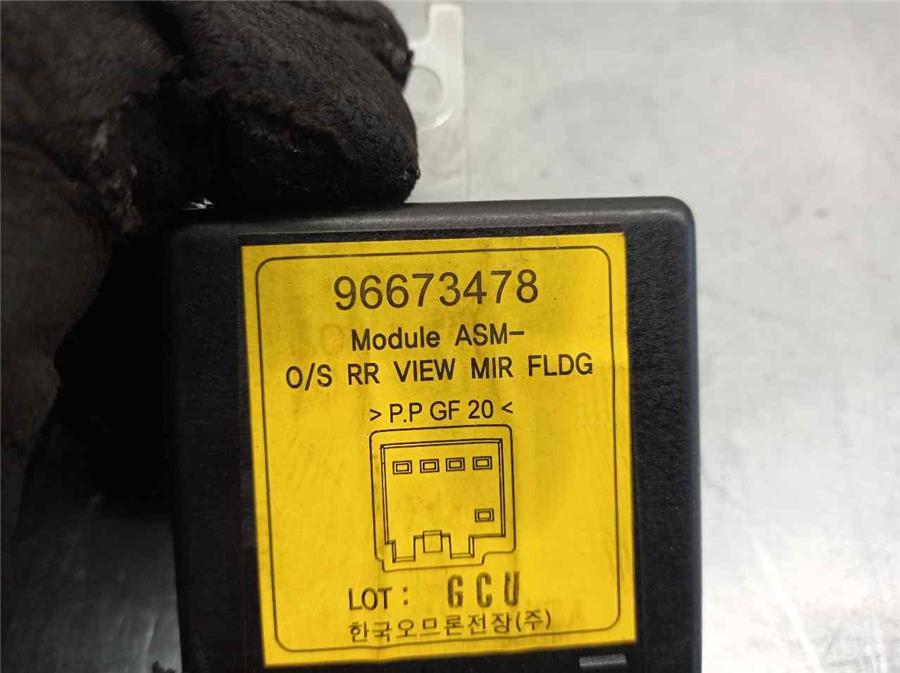 96673478
Module ASM-
O/S RR VIEW MIR FLDG
> P.P GF 20 <
LOT : GCU
한국오므론전장(주)